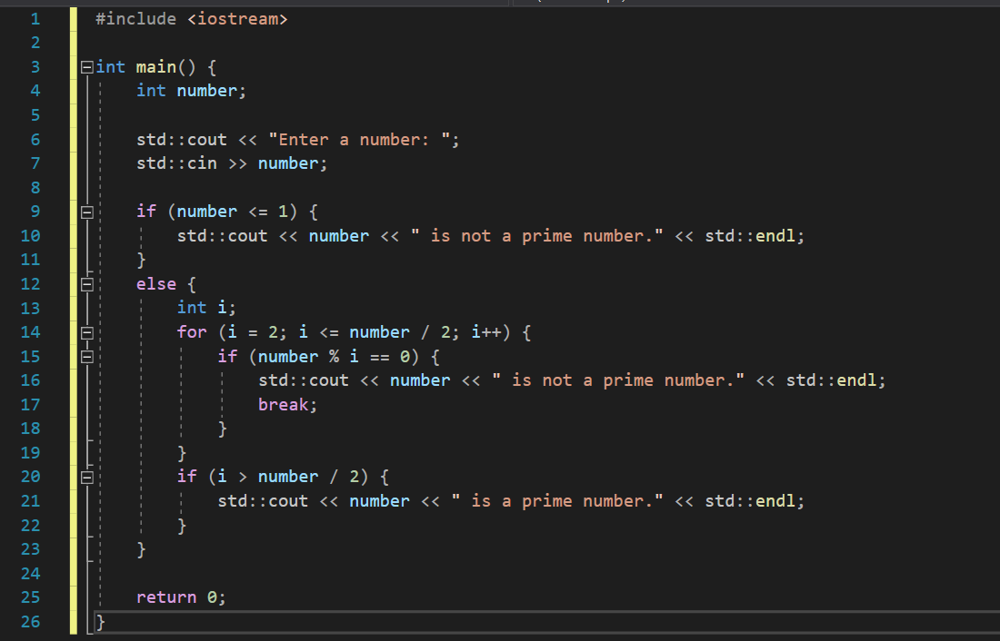 1 #include <iostream>
2
3 int main() {
4     int number;
5
6     std::cout << "Enter a number: ";
7     std::cin >> number;
8
9     if (number <= 1) {
10         std::cout << number << " is not a prime number." << std::endl;
11     }
12     else {
13         int i;
14         for (i = 2; i <= number / 2; i++) {
15             if (number % i == 0) {
16                 std::cout << number << " is not a prime number." << std::endl;
17                 break;
18             }
19         }
20         if (i > number / 2) {
21             std::cout << number << " is a prime number." << std::endl;
22         }
23     }
24
25     return 0;
26 }